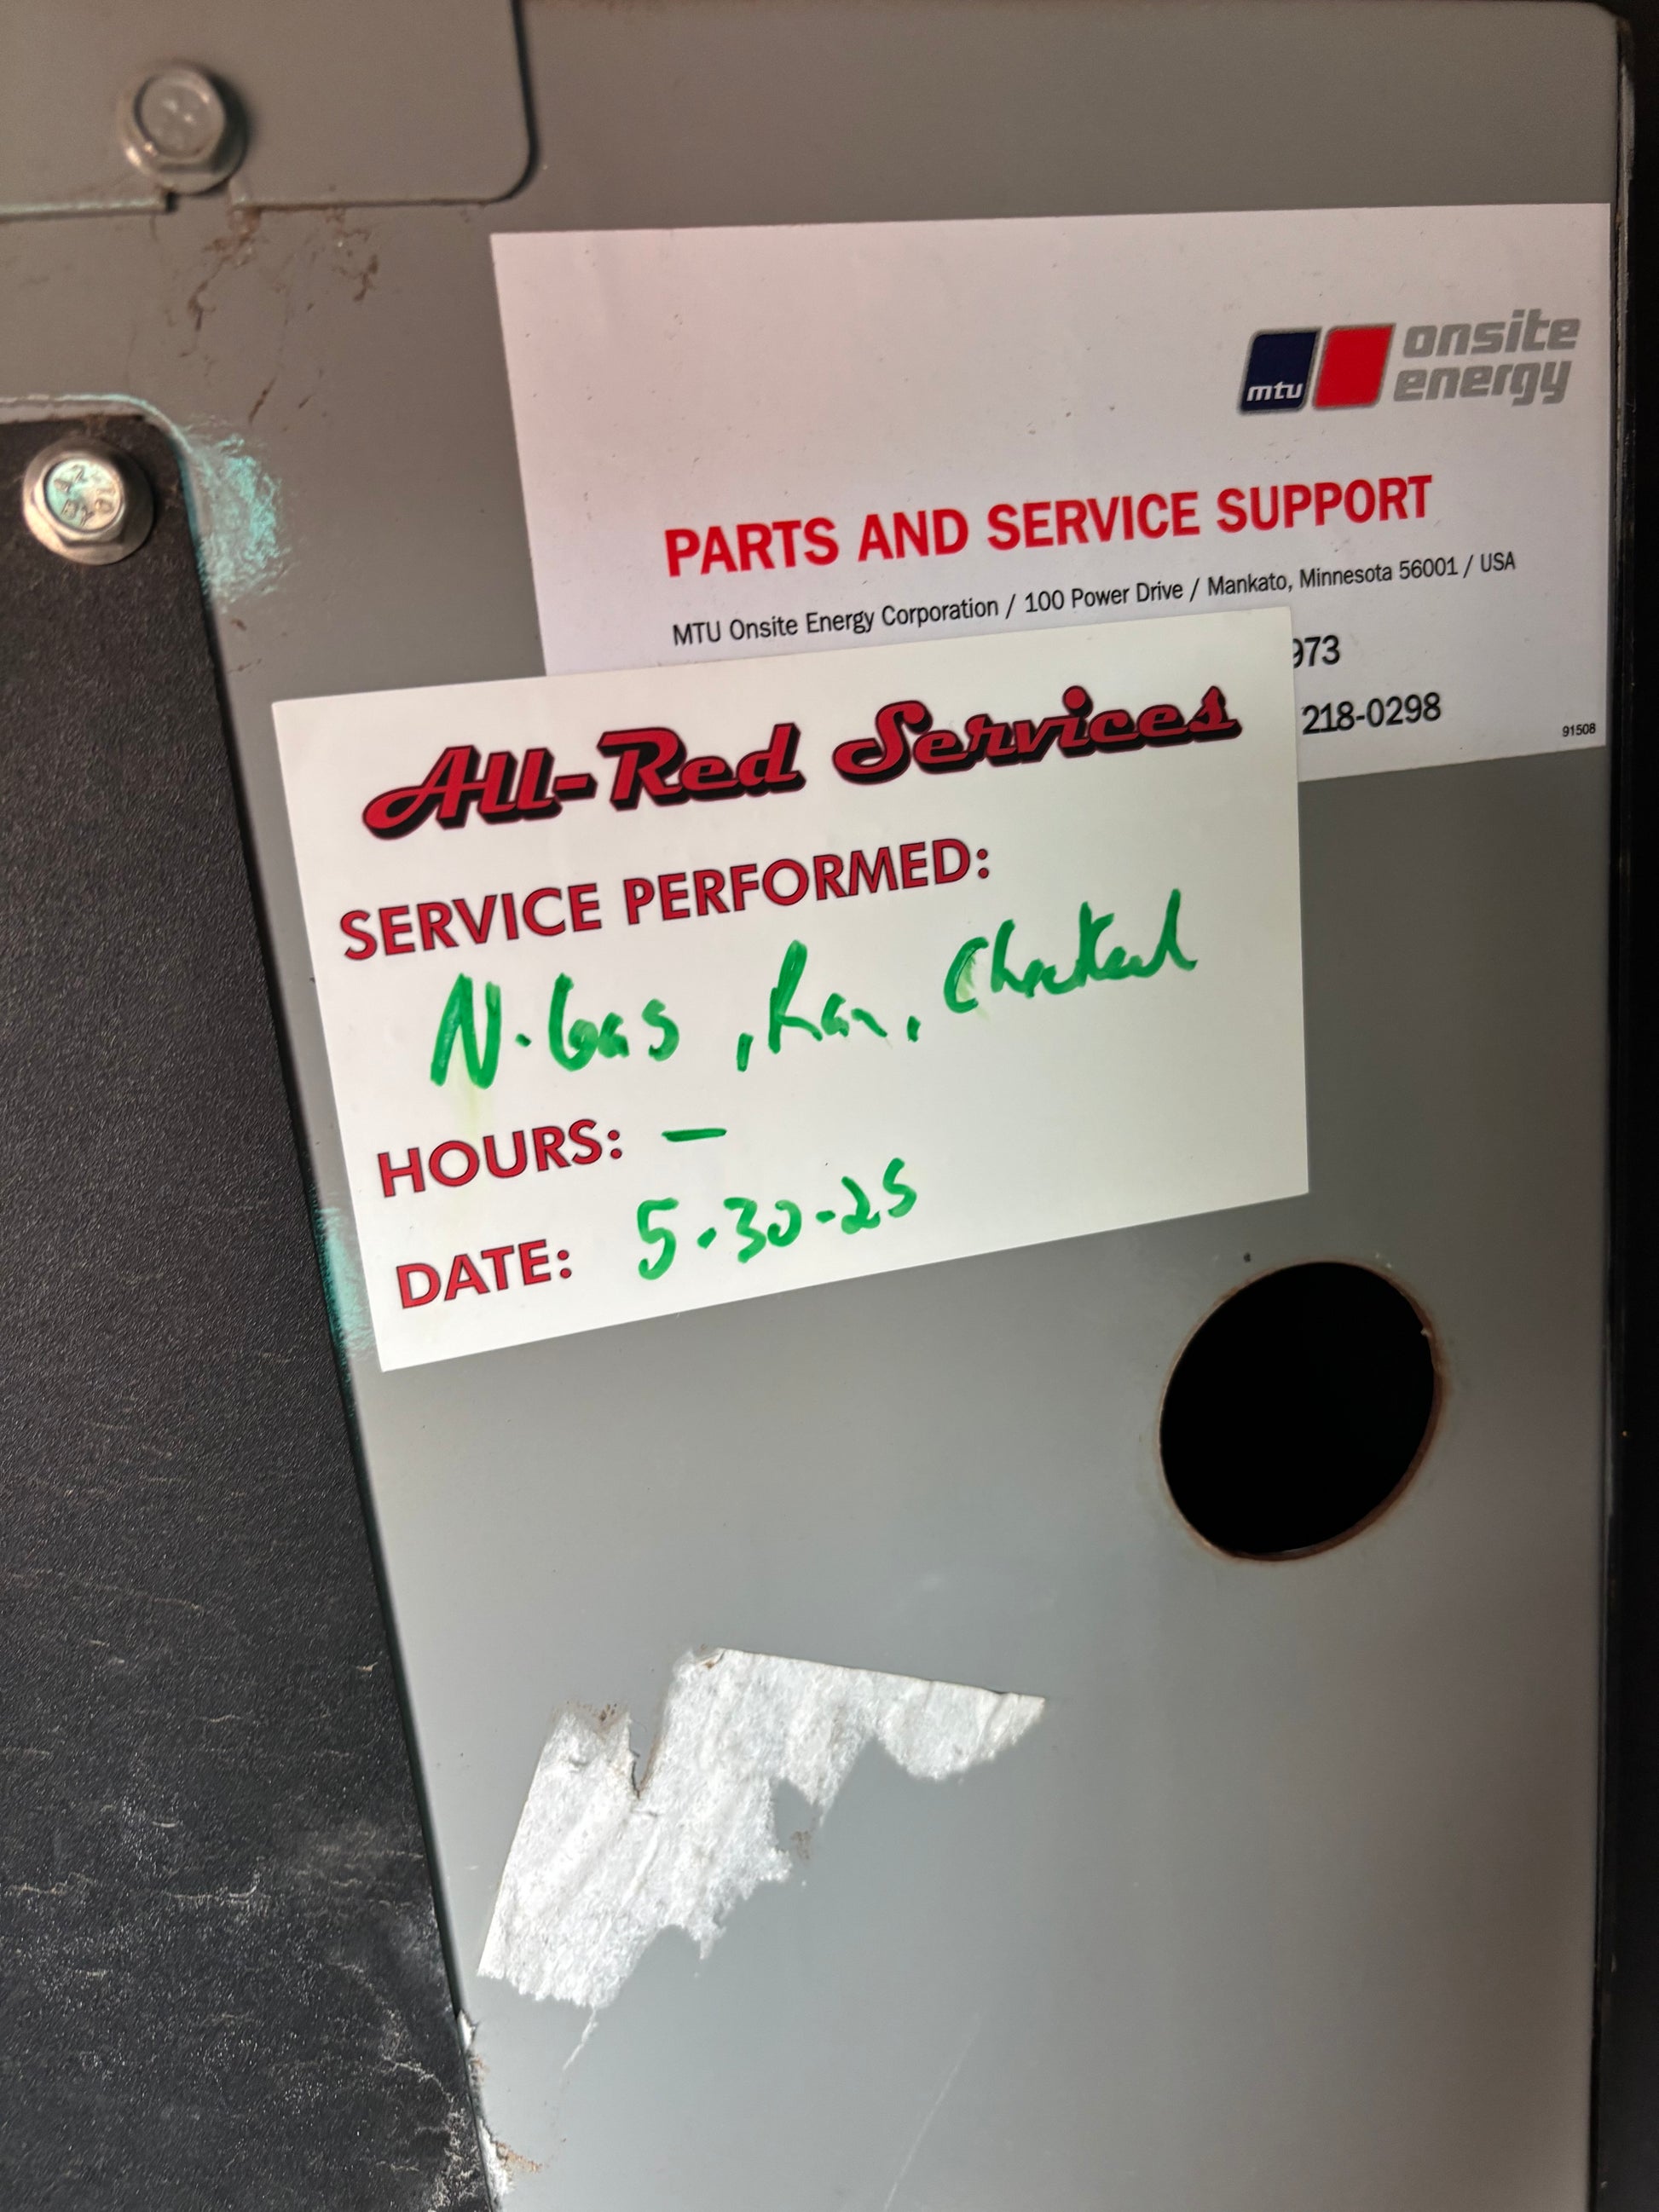 mtu onsite
energy
PARTS AND SERVICE SUPPORT
MTU Onsite Energy Corporation / 100 Power Drive / Mankato, Minnesota 56001 / USA
973
218-0298
91508
All-Red Services
SERVICE PERFORMED:
N. Gas, Ran, Checked
HOURS: —
DATE: 5-30-25